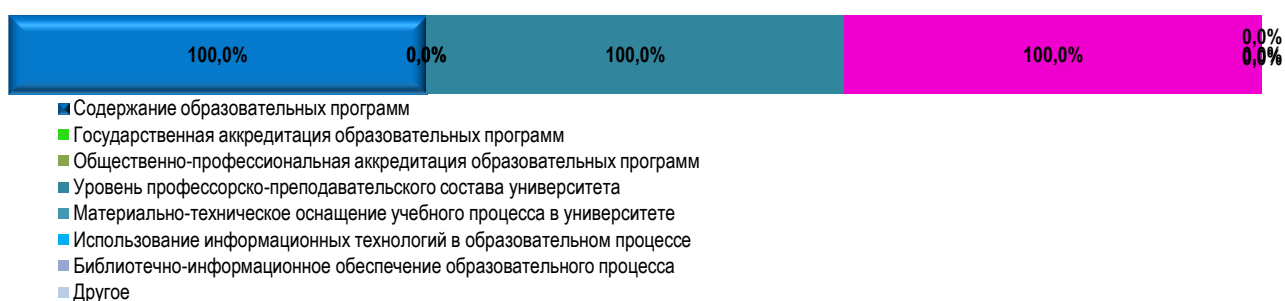 0,0%
100,0% 0,0% 100,0% 100,0% 0,0%
Содержание образовательных программ
Государственная аккредитация образовательных программ
Общественно-профессиональная аккредитация образовательных программ
Уровень профессорско-преподавательского состава университета
Материально-техническое оснащение учебного процесса в университете
Использование информационных технологий в образовательном процессе
Библиотечно-информационное обеспечение образовательного процесса
Другое